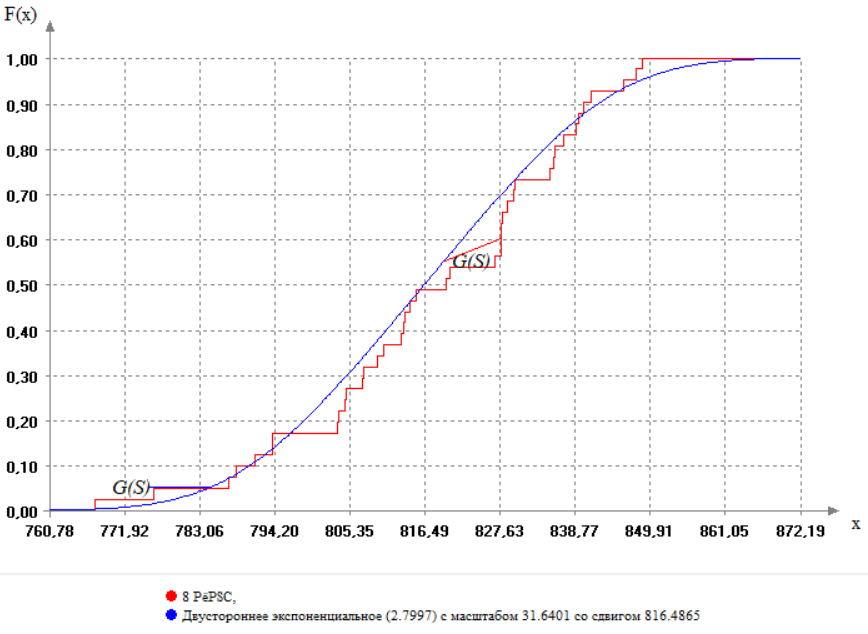 F(x)
1,00
0,90
0,80
0,70
0,60
0,50
0,40
0,30
0,20
0,10
0,00
G(S)
G(S)
760,78 771,92 783,06 794,20 805,35 816,49 827,63 838,77 849,91 861,05 872,19 x
8 РєРЅС,
Двустороннее экспоненциальное (2.7997) с масштабом 31.6401 со сдвигом 816.4865